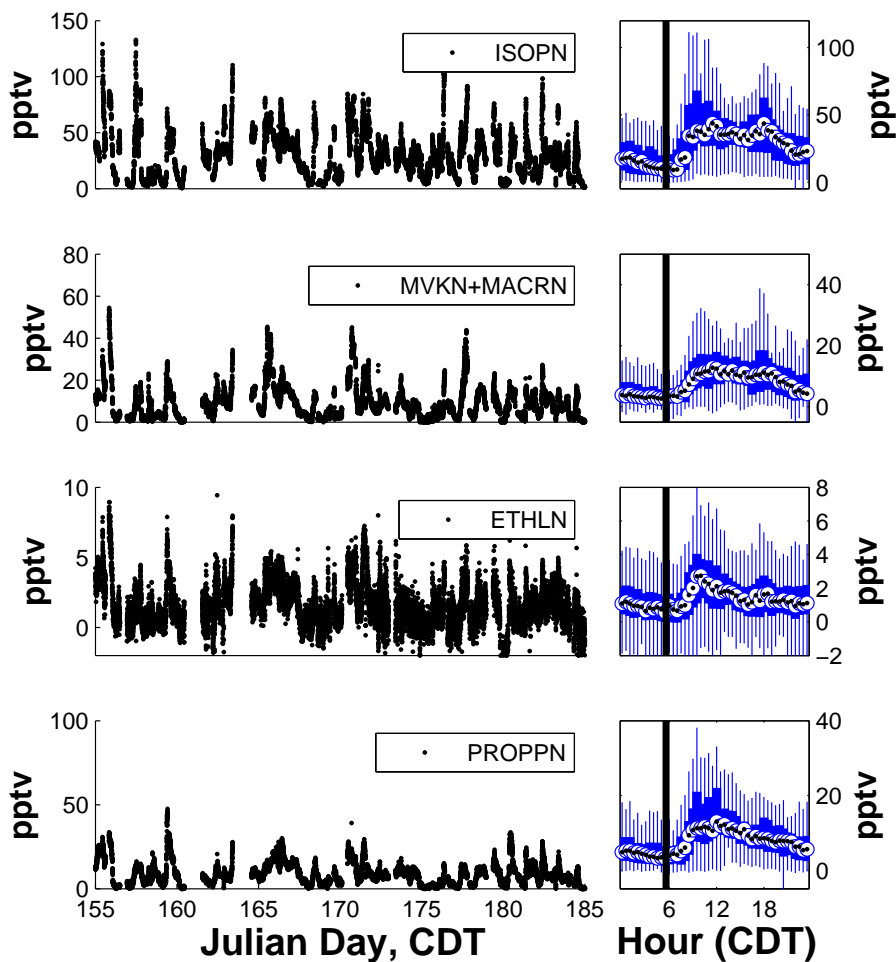 150
100
50
0
pptv
ISOPN
100
50
0
pptv
80
60
40
20
0
pptv
MVKN+MACRN
40
20
0
pptv
10
5
0
pptv
ETHLN
8
6
4
2
0
−2
pptv
100
50
0
pptv
PROPPN
40
20
0
pptv
155 160 165 170 175 180 185
6 12 18
Julian Day, CDT
Hour (CDT)